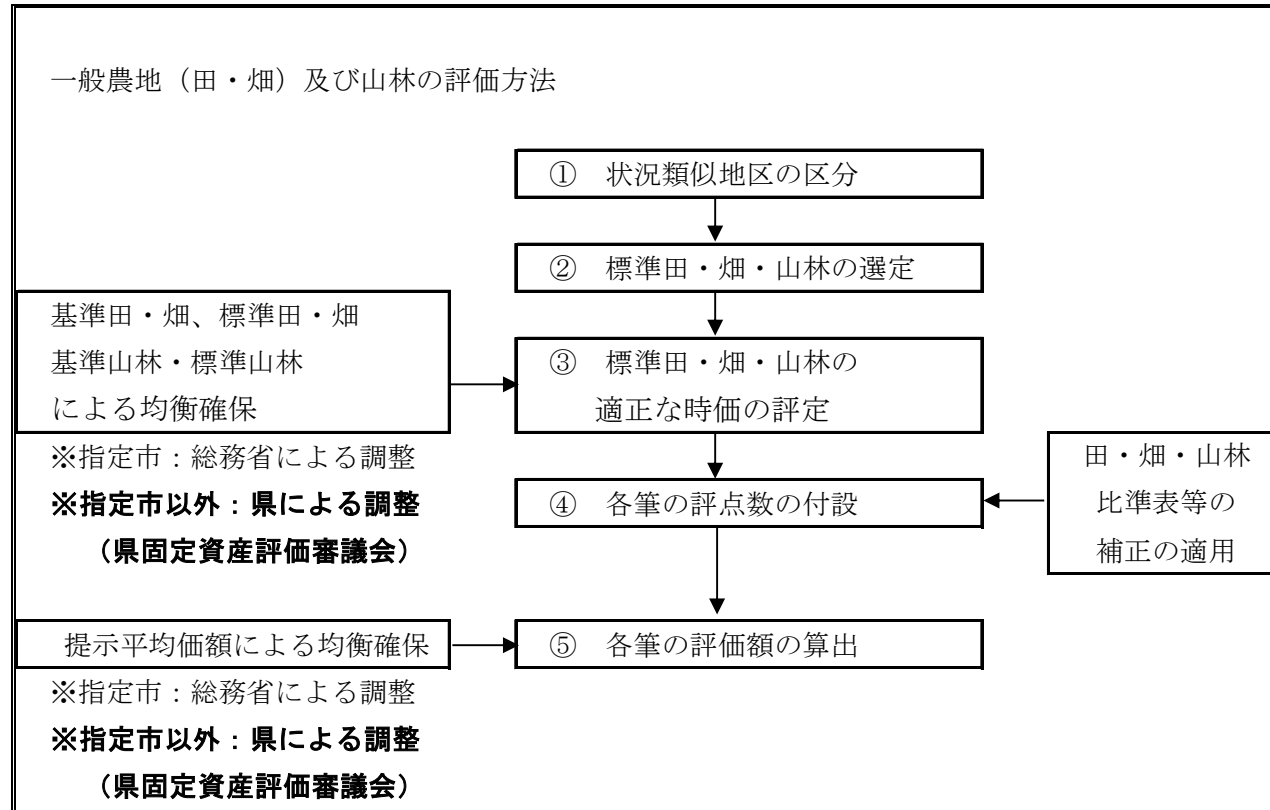 一般農地（田・畑）及び山林の評価方法
① 状況類似地区の区分
② 標準田・畑・山林の選定
基準田・畑、標準田・畑
基準山林・標準山林
による均衡確保
※指定市：総務省による調整
※指定市以外：県による調整
（県固定資産評価審議会）
③ 標準田・畑・山林の
適正な時価の評定
④ 各筆の評点数の付設
田・畑・山林
比準表等の
補正の適用
提示平均価額による均衡確保
※指定市：総務省による調整
※指定市以外：県による調整
（県固定資産評価審議会）
⑤ 各筆の評価額の算出